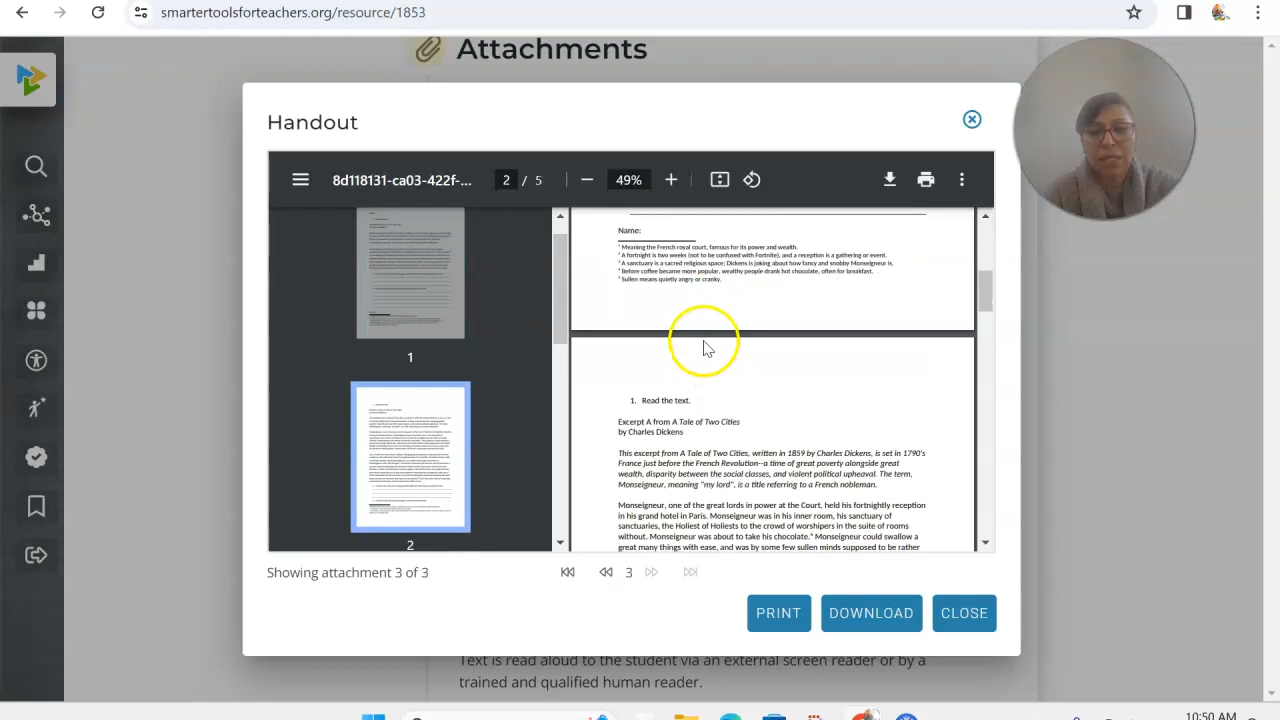 smartertoolsforteachers.org/resource/1853
Attachments
Handout
8d118131-ca03-422f-...
2 / 5
49%
1
2
Name:
1 Meaning the French royal court, famous for its power and wealth.
2 A fortnight is two weeks (not to be confused with Fortnite), and a reception is a gathering or event.
3 A sanctuary is a sacred religious space; Dickens is joking about how fancy and snobby Monseigneur is.
4 Before coffee became more popular, wealthy people drank hot chocolate, often for breakfast.
5 Sullen means quietly angry or cranky.
1. Read the text.
Excerpt A from A Tale of Two Cities
by Charles Dickens
This excerpt from A Tale of Two Cities, written in 1859 by Charles Dickens, is set in 1790's
France just before the French Revolution--a time of great poverty alongside great
wealth, disparity between the social classes, and violent political upheaval. The term,
Monseigneur, meaning "my lord", is a title referring to a French nobleman.
Monseigneur, one of the great lords in power at the Court, held his fortnightly reception
in his grand hotel in Paris. Monseigneur was in his inner room, his sanctuary of
sanctuaries, the Holiest of Holiests to the crowd of worshipers in the suite of rooms
without. Monseigneur was about to take his chocolate. Monseigneur could swallow a
great many things with ease, and was by some few sullen minds supposed to be rather
Showing attachment 3 of 3
3
PRINT
DOWNLOAD
CLOSE
Text is read aloud to the student via an external screen reader or by a
trained and qualified human reader.
10:50 AM